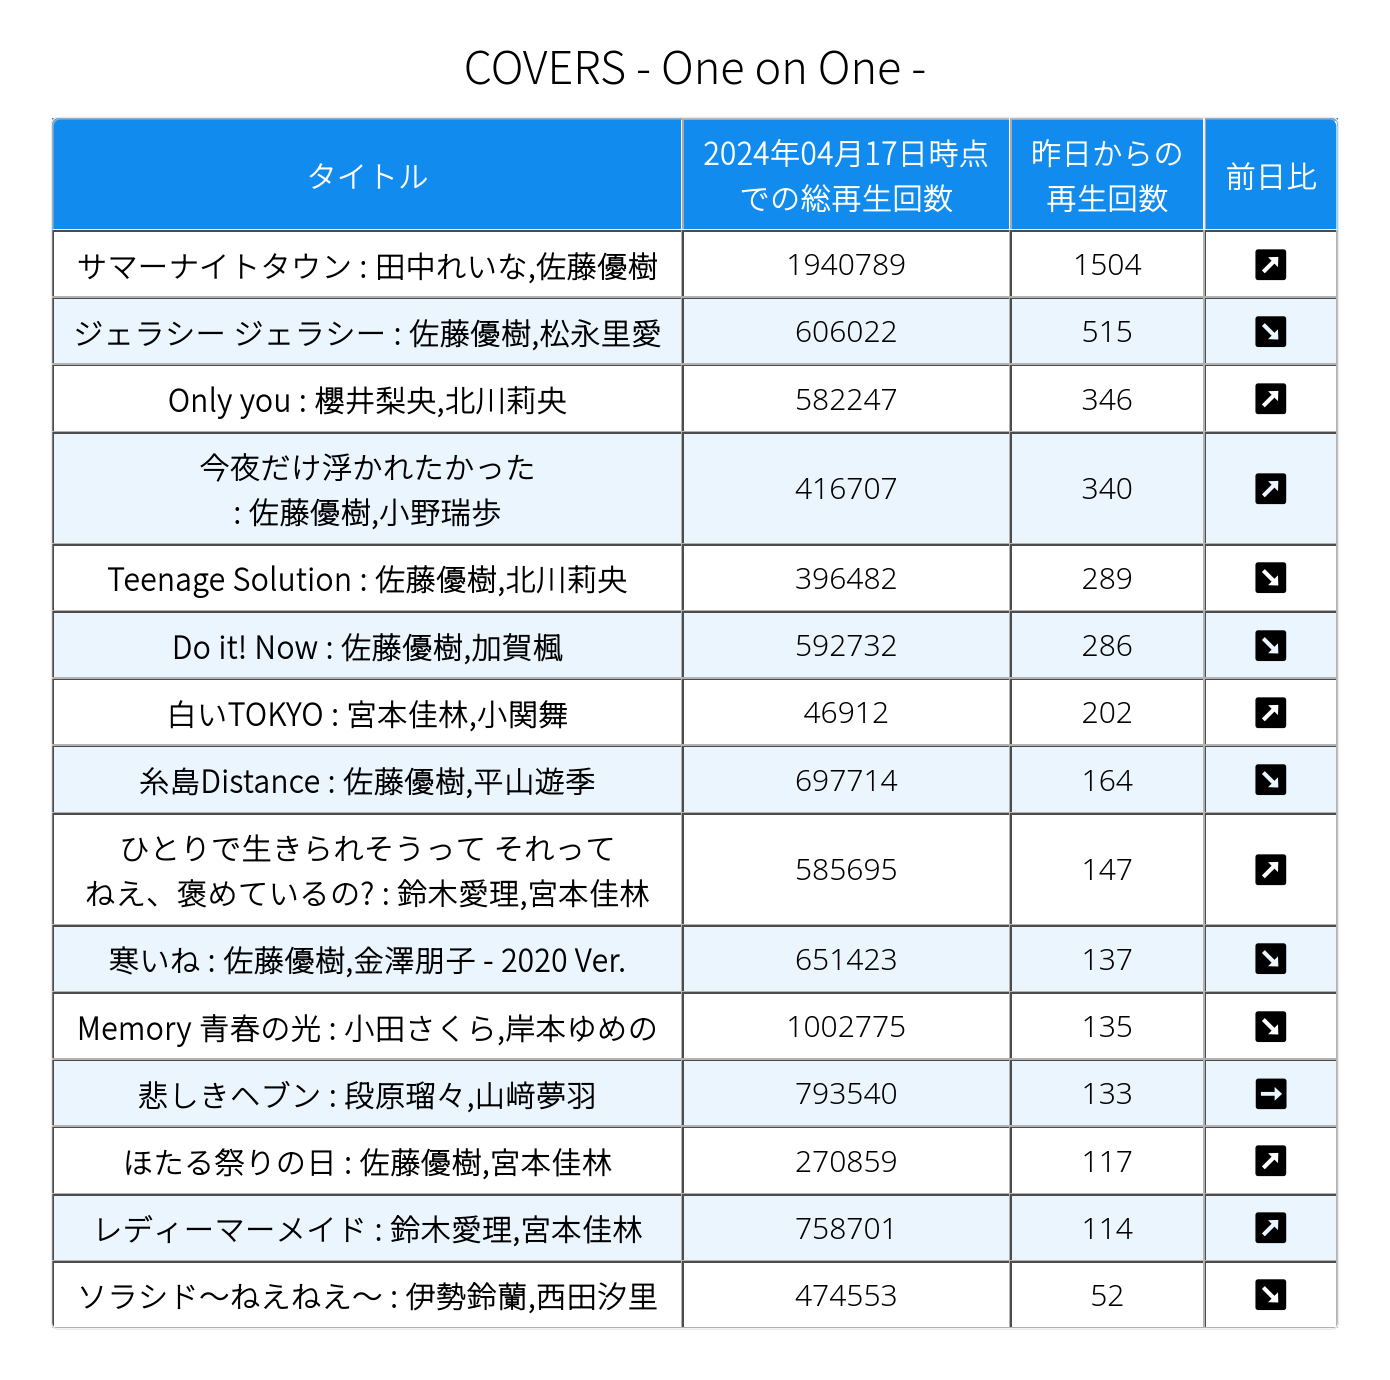 COVERS - One on One -
タイトル
2024年04月17日時点
での総再生回数
昨日からの
再生回数
前日比
サマーナイトタウン : 田中れいな,佐藤優樹
1940789
1504
ジェラシー ジェラシー : 佐藤優樹,松永里愛
606022
515
Only you : 櫻井梨央,北川莉央
582247
346
今夜だけ浮かれたかった
: 佐藤優樹,小野瑞歩
416707
340
Teenage Solution : 佐藤優樹,北川莉央
396482
289
Do it! Now : 佐藤優樹,加賀楓
592732
286
白いTOKYO : 宮本佳林,小関舞
46912
202
糸島Distance : 佐藤優樹,平山遊季
697714
164
ひとりで生きられそうって それって
ねえ、褒めているの? : 鈴木愛理,宮本佳林
585695
147
寒いね : 佐藤優樹,金澤朋子 - 2020 Ver.
651423
137
Memory 青春の光 : 小田さくら,岸本ゆめの
1002775
135
悲しきヘブン : 段原瑠々,山﨑夢羽
793540
133
ほたる祭りの日 : 佐藤優樹,宮本佳林
270859
117
レディーマーメイド : 鈴木愛理,宮本佳林
758701
114
ソラシド～ねえねえ～ : 伊勢鈴蘭,西田汐里
474553
52